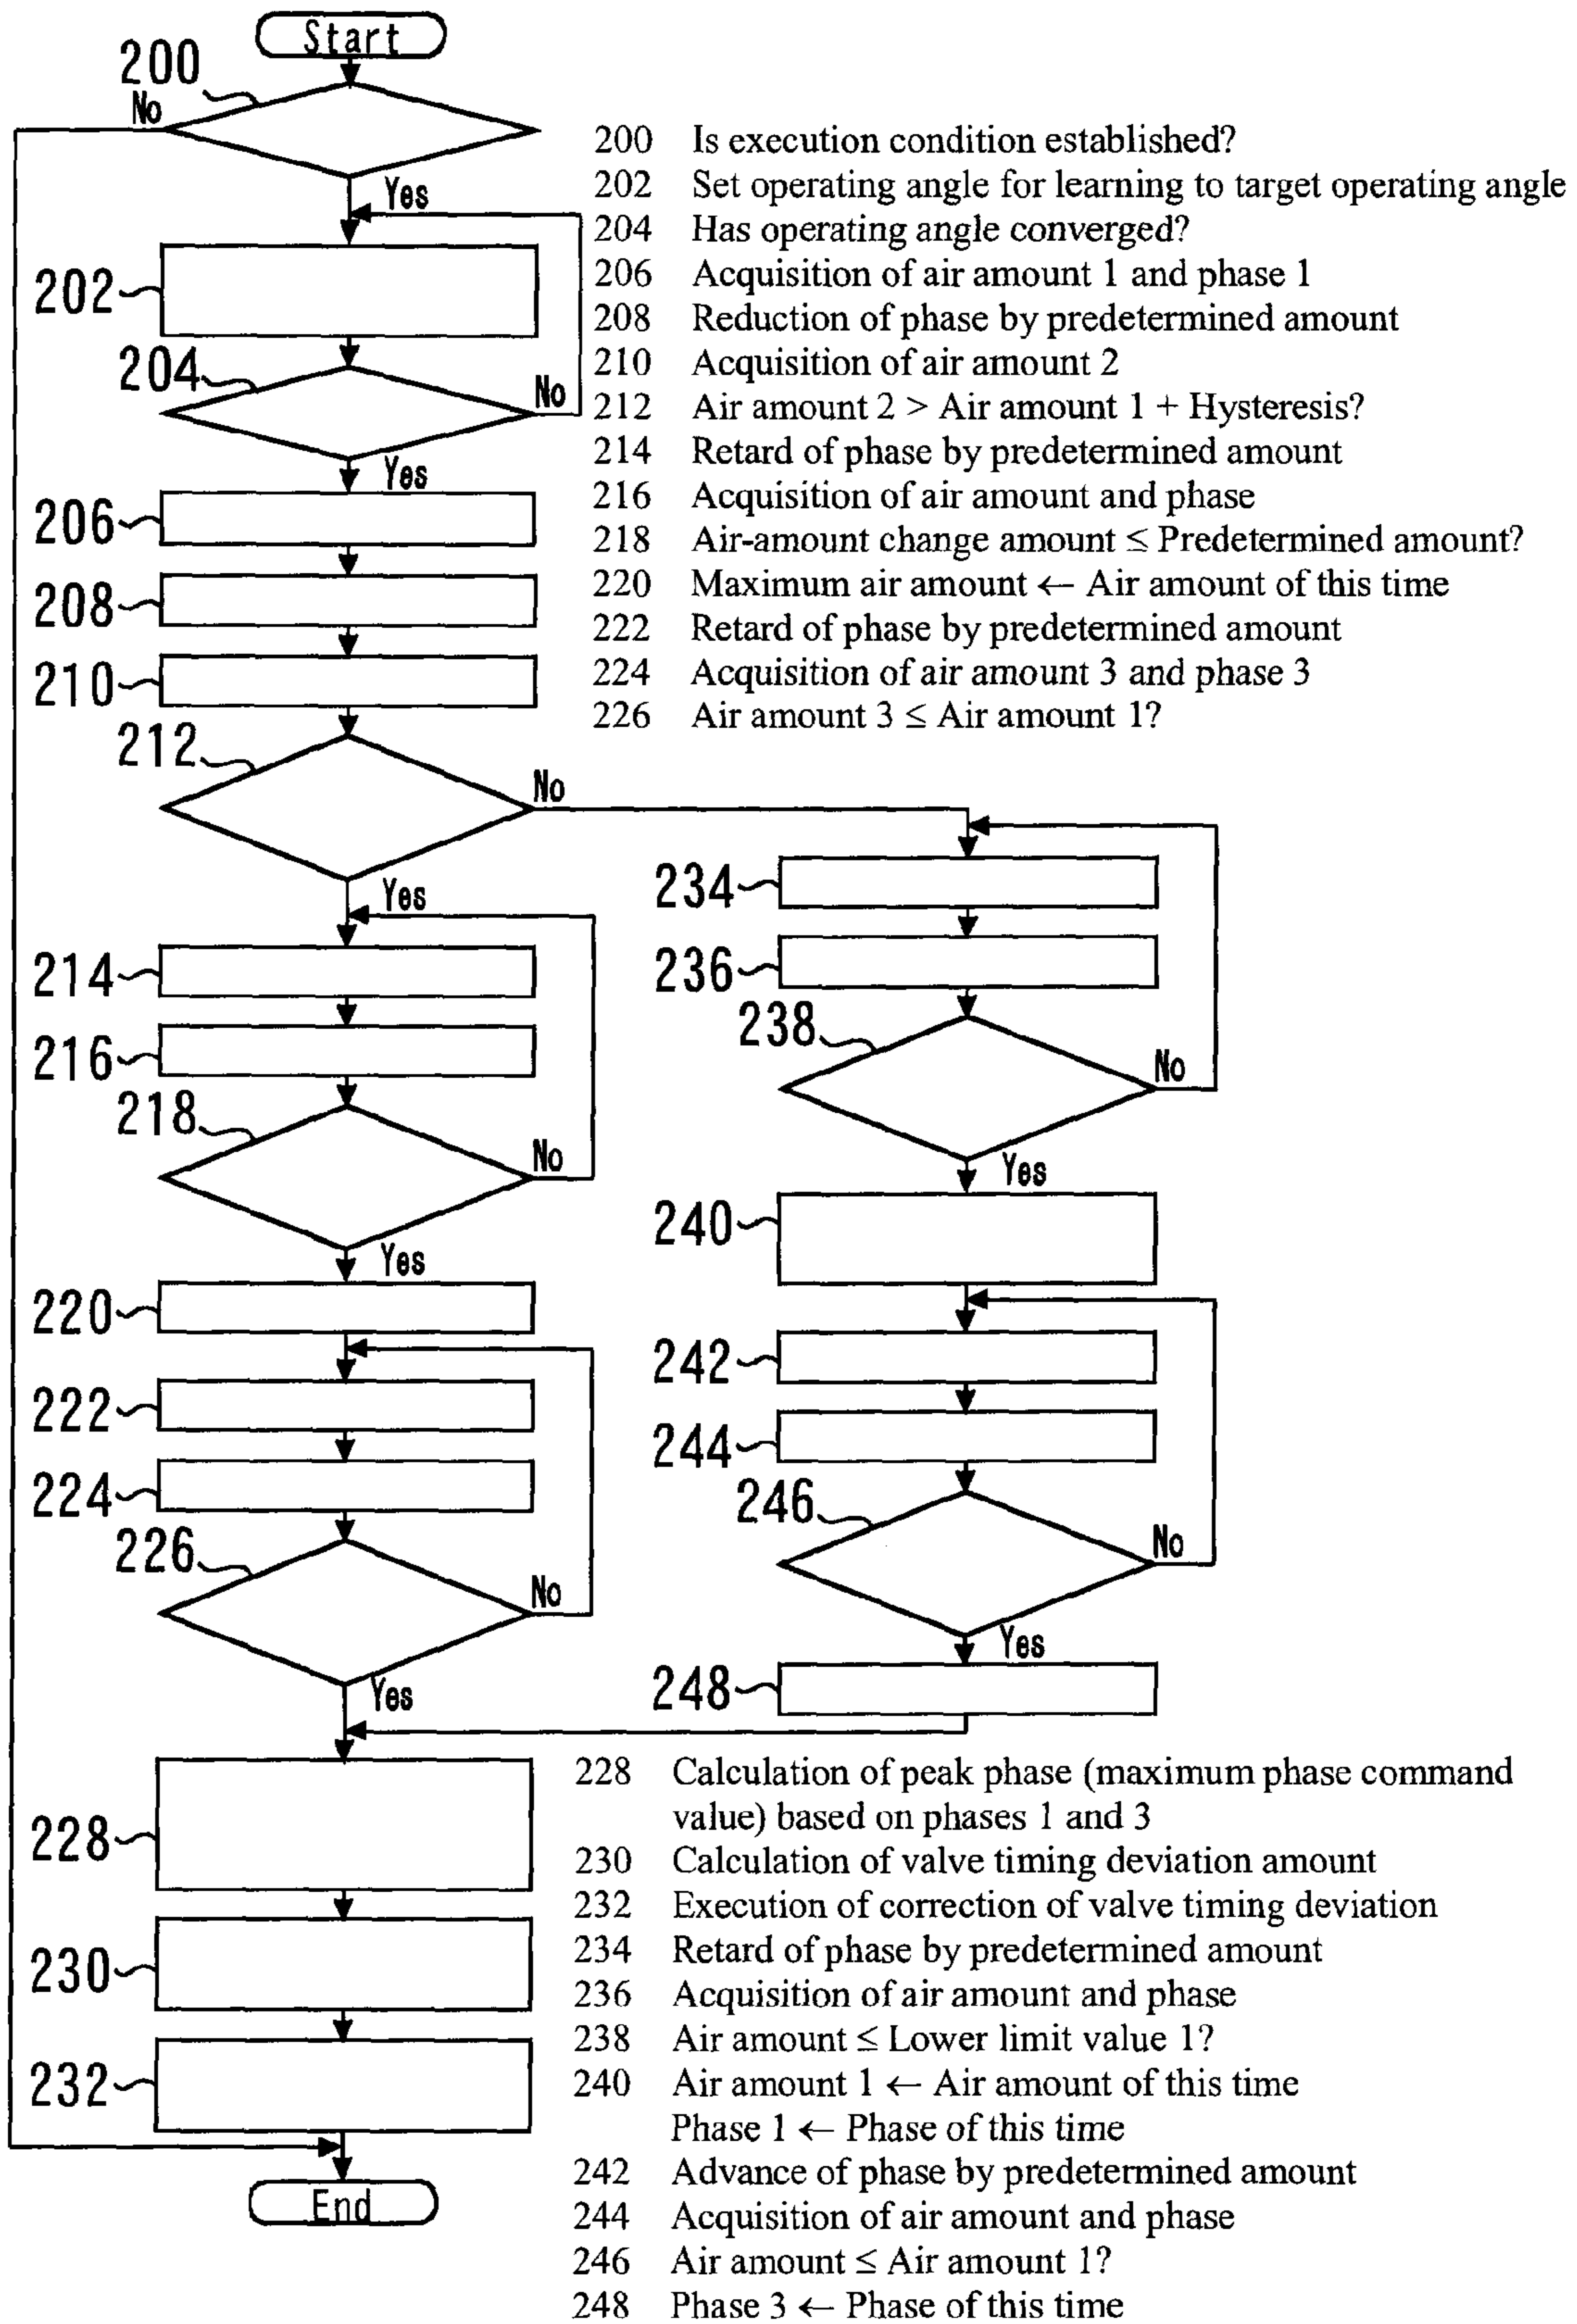 Start
200
No
Yes
200 Is execution condition established?
202 Set operating angle for learning to target operating angle
204 Has operating angle converged?
206 Acquisition of air amount 1 and phase 1
208 Reduction of phase by predetermined amount
210 Acquisition of air amount 2
212 Air amount 2 > Air amount 1 + Hysteresis?
214 Retard of phase by predetermined amount
216 Acquisition of air amount and phase
218 Air-amount change amount ≤ Predetermined amount?
220 Maximum air amount ← Air amount of this time
222 Retard of phase by predetermined amount
224 Acquisition of air amount 3 and phase 3
226 Air amount 3 ≤ Air amount 1?
202
204
No
Yes
206
208
210
212
No
Yes
214
216
218
No
Yes
220
222
224
226
No
Yes
234
236
238
No
Yes
240
242
244
246
No
Yes
248
228
230
232
End
228 Calculation of peak phase (maximum phase command
value) based on phases 1 and 3
230 Calculation of valve timing deviation amount
232 Execution of correction of valve timing deviation
234 Retard of phase by predetermined amount
236 Acquisition of air amount and phase
238 Air amount ≤ Lower limit value 1?
240 Air amount 1 ← Air amount of this time
Phase 1 ← Phase of this time
242 Advance of phase by predetermined amount
244 Acquisition of air amount and phase
246 Air amount ≤ Air amount 1?
248 Phase 3 ← Phase of this time